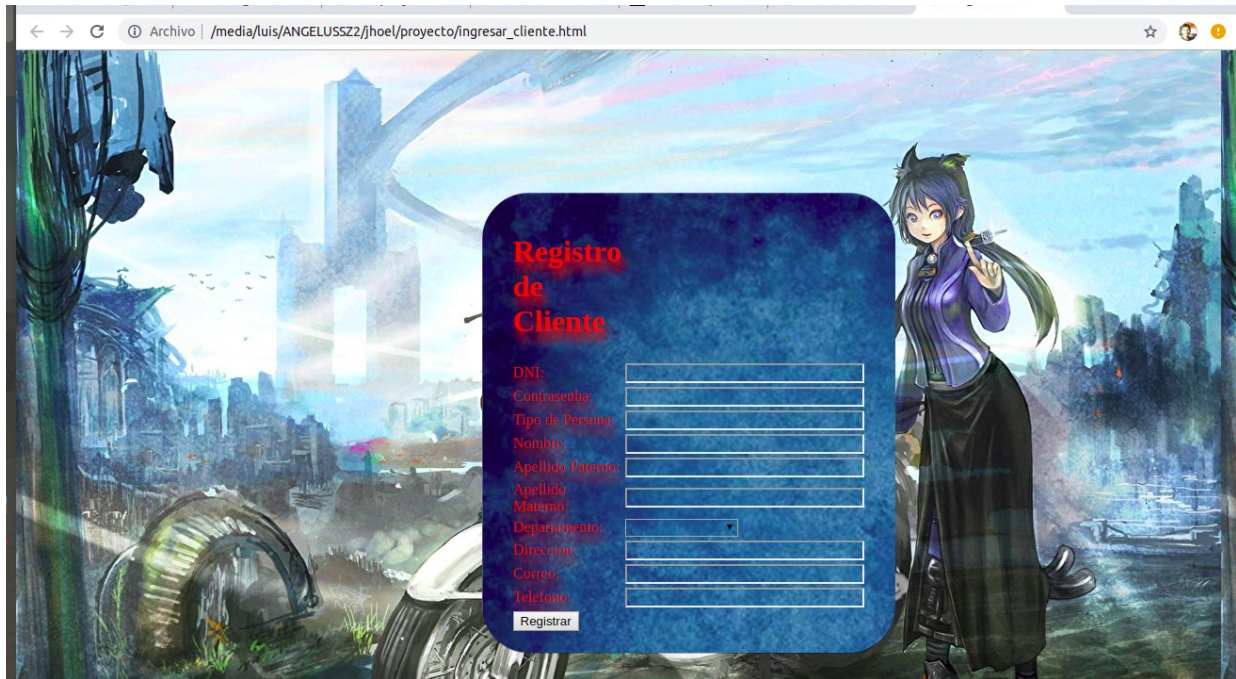 Archivo /media/luis/ANGELUSSZ2/jhoel/proyecto/ingresar_cliente.html
Registro
de
Cliente
DNI:
Contrasenha:
Tipo de Persona:
Nombre:
Apellido Paterno:
Apellido
Materno:
Departamento:
Direccion:
Correo:
Telefono:
Registrar